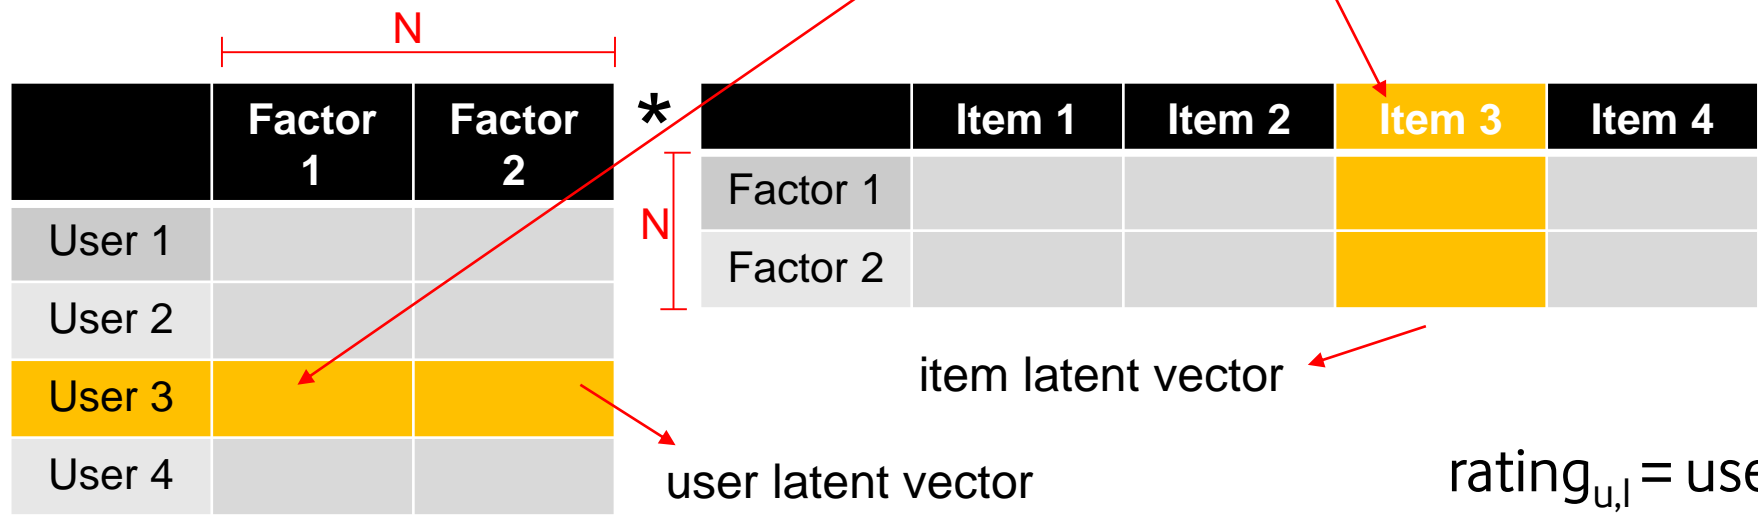 N
Factor 1 Factor 2
*
Item 1 Item 2 Item 3 Item 4
User 1
User 2
User 3
User 4
N
Factor 1
Factor 2
item latent vector
user latent vector
rating_u,l =